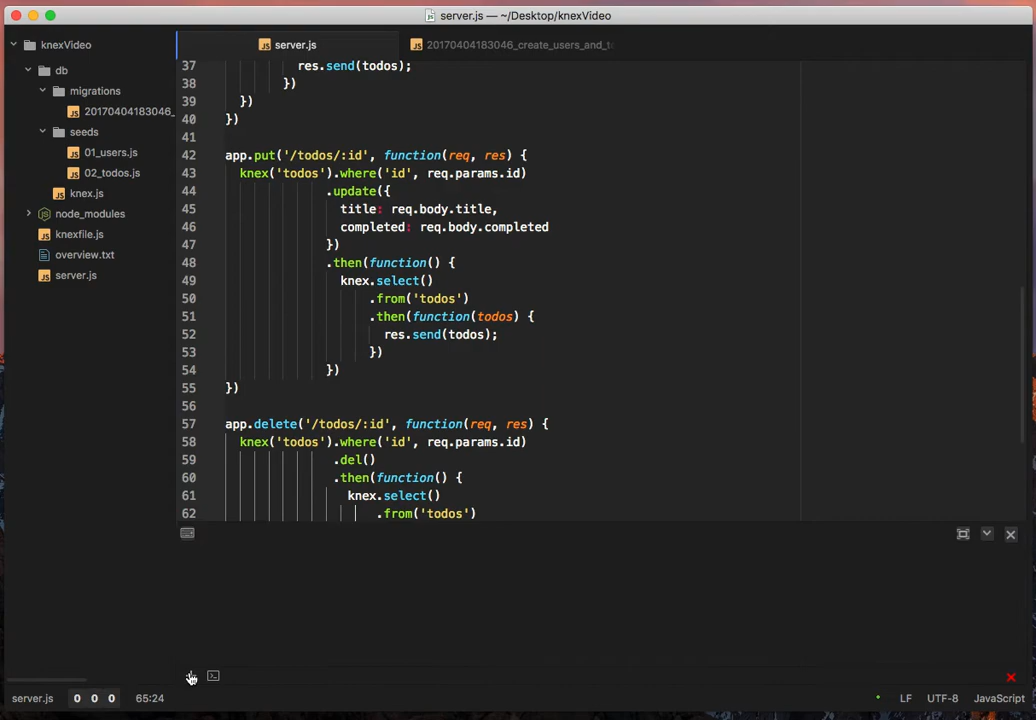 server.js — ~/Desktop/knexVideo
knexVideo
db
migrations
20170404183046_
seeds
01_users.js
02_todos.js
knex.js
node_modules
knexfile.js
overview.txt
server.js
server.js
20170404183046_create_users_and_t
37 res.send(todos);
38 })
39 })
40 })
41
42 app.put('/todos/:id', function(req, res) {
43 knex('todos').where('id', req.params.id)
44 .update({
45 title: req.body.title,
46 completed: req.body.completed
47 })
48 .then(function() {
49 knex.select()
50 .from('todos')
51 .then(function(todos) {
52 res.send(todos);
53 })
54 })
55 })
56
57 app.delete('/todos/:id', function(req, res) {
58 knex('todos').where('id', req.params.id)
59 .del()
60 .then(function() {
61 knex.select()
62 .from('todos')
server.js 0 0 0 65:24 LF UTF-8 JavaScript